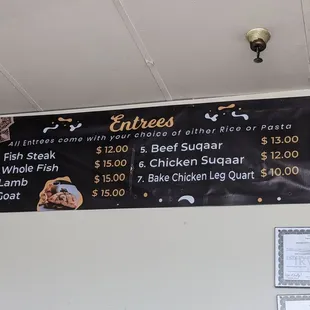 Entrees
All Entrees come with your choice of either Rice or Pasta
Fish Steak $12.00
Whole Fish $15.00
Lamb $15.00
Goat $15.00
5. Beef Suqaar $13.00
6. Chicken Suqaar $12.00
7. Bake Chicken Leg Quart $10.00